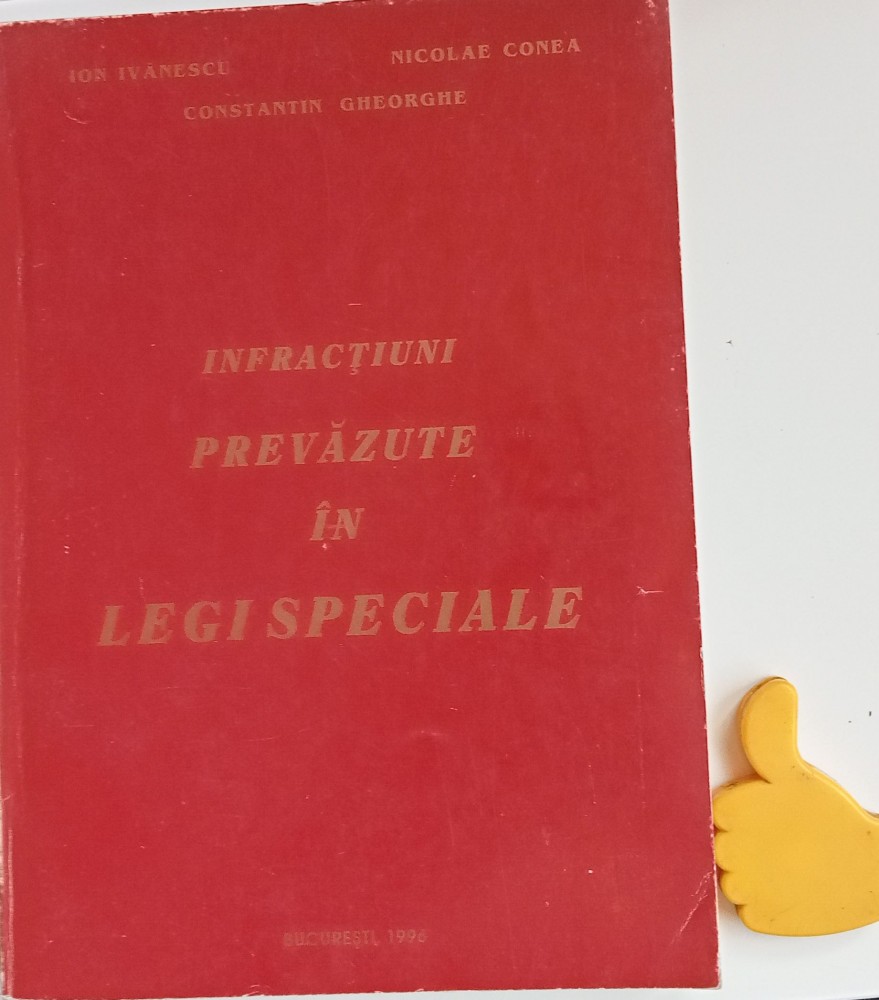 ION IVĂNESCU
NICOLAE CONEA
CONSTANTIN GHEORGHE
INFRACŢIUNI
PREVĂZUTE
ÎN
LEGI SPECIALE
BUCUREŞTI, 1996